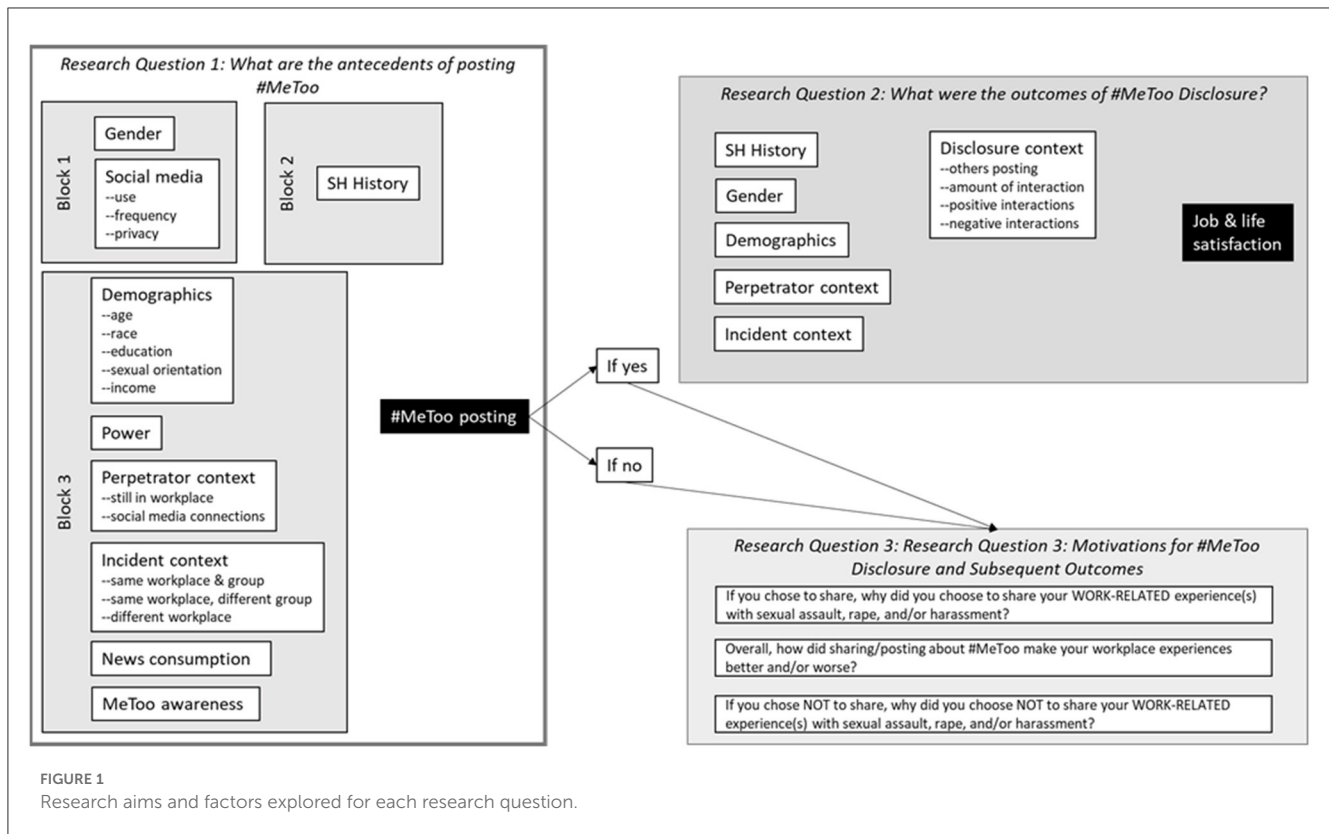 Research Question 1: What are the antecedents of posting
#MeToo
Block 1
Gender
Social media
--use
--frequency
--privacy
Block 2
SH History
Block 3
Demographics
--age
--race
--education
--sexual orientation
--income
Power
Perpetrator context
--still in workplace
--social media connections
Incident context
--same workplace & group
--same workplace, different group
--different workplace
News consumption
MeToo awareness
#MeToo posting
If yes
If no
Research Question 2: What were the outcomes of #MeToo Disclosure?
SH History
Gender
Demographics
Perpetrator context
Incident context
Disclosure context
--others posting
--amount of interaction
--positive interactions
--negative interactions
Job & life
satisfaction
Research Question 3: Research Question 3: Motivations for #MeToo
Disclosure and Subsequent Outcomes
If you chose to share, why did you choose to share your WORK-RELATED experience(s)
with sexual assault, rape, and/or harassment?
Overall, how did sharing/posting about #MeToo make your workplace experiences
better and/or worse?
If you chose NOT to share, why did you choose NOT to share your WORK-RELATED
experience(s) with sexual assault, rape, and/or harassment?
FIGURE 1
Research aims and factors explored for each research question.